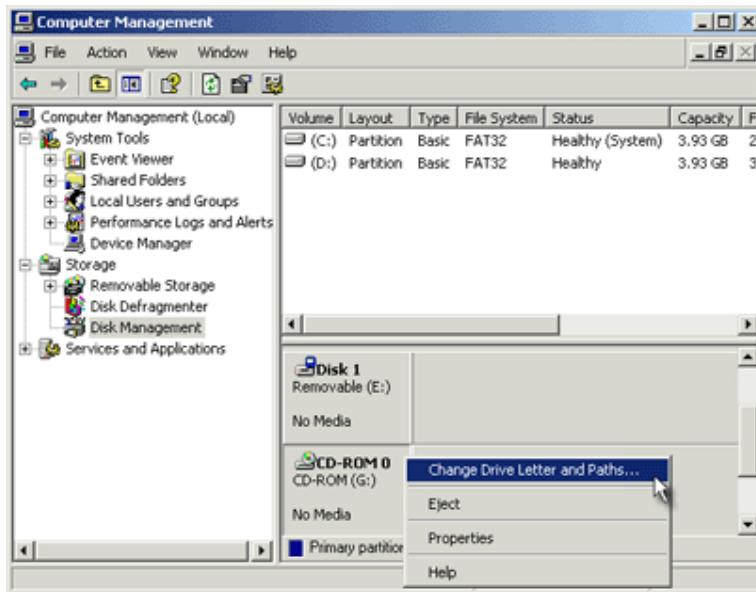 Computer Management
File Action View Window Help
Computer Management (Local)
System Tools
Event Viewer
Shared Folders
Local Users and Groups
Performance Logs and Alerts
Device Manager
Storage
Removable Storage
Disk Defragmenter
Disk Management
Services and Applications
Volume Layout Type File System Status Capacity F
(C:) Partition Basic FAT32 Healthy (System) 3.93 GB 2
(D:) Partition Basic FAT32 Healthy 3.93 GB 3
Disk 1
Removable (E:)
No Media
CD-ROM 0
CD-ROM (G:)
No Media
Primary partition
Change Drive Letter and Paths...
Eject
Properties
Help